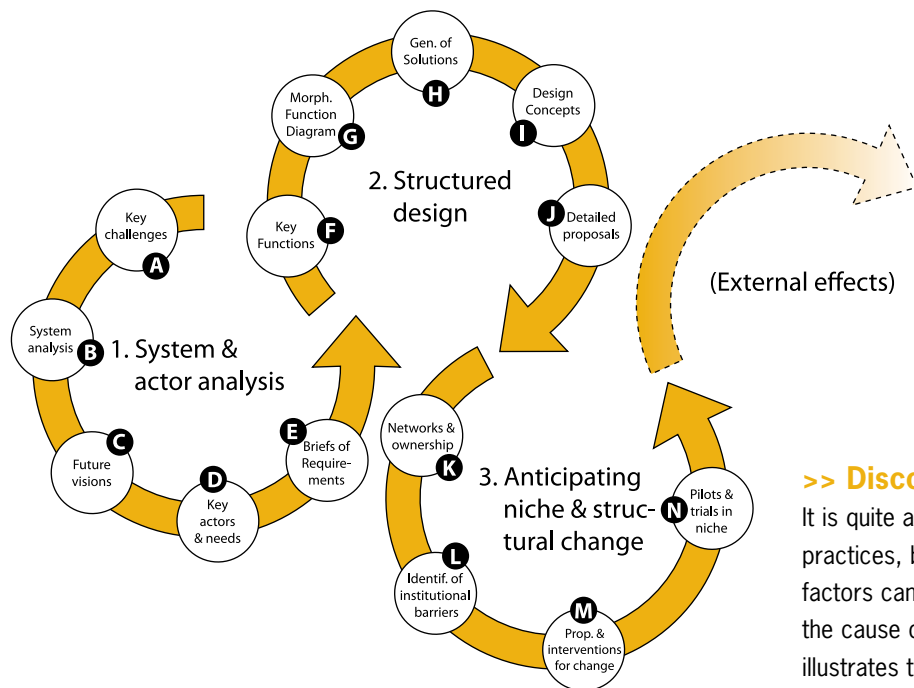 1. System &
actor analysis
Key
challenges
A
System
analysis
B
Future
visions
C
Key
actors
& needs
D
Briefs of
Require-
ments
E
2. Structured
design
Key
Functions
F
Morph.
Function
Diagram
G
Gen. of
Solutions
H
Design
Concepts
I
Detailed
proposals
J
3. Anticipating
niche & struc-
tural change
Networks &
ownership
K
Identif. of
institutional
barriers
L
Prop. &
interventions
for change
M
Pilots &
trials in
niche
N
(External effects)
>> Disco
It is quite a
practices, b
factors can
the cause o
illustrates t